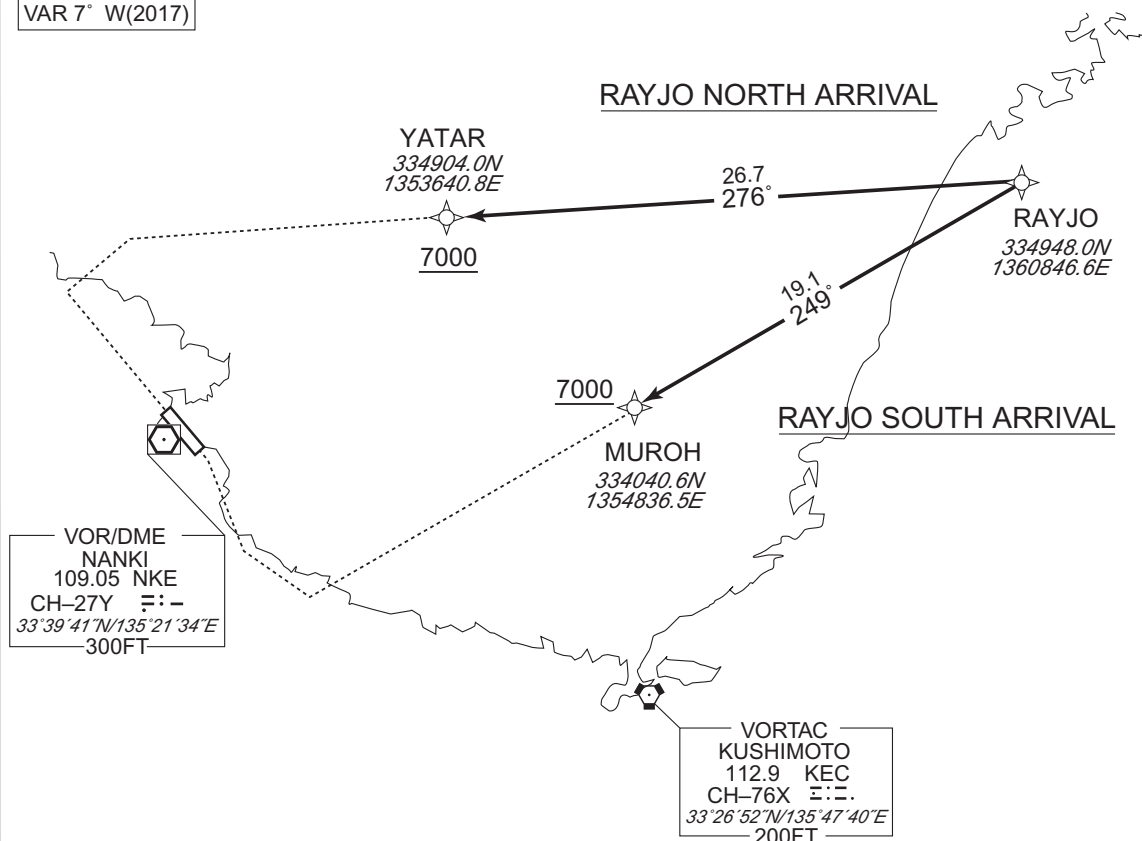 VAR 7° W(2017)
RAYJO NORTH ARRIVAL
YATAR
334904.0N
1353640.8E
7000
26.7
276°
RAYJO
334948.0N
1360846.6E
19.1
249°
7000
MUROH
334040.6N
1354836.5E
RAYJO SOUTH ARRIVAL
VOR/DME
NANKI
109.05 NKE
CH–27Y
33°39´41˝N/135°21´34˝E
300FT
VORTAC
KUSHIMOTO
112.9 KEC
CH–76X
33°26´52˝N/135°47´40˝E
200FT